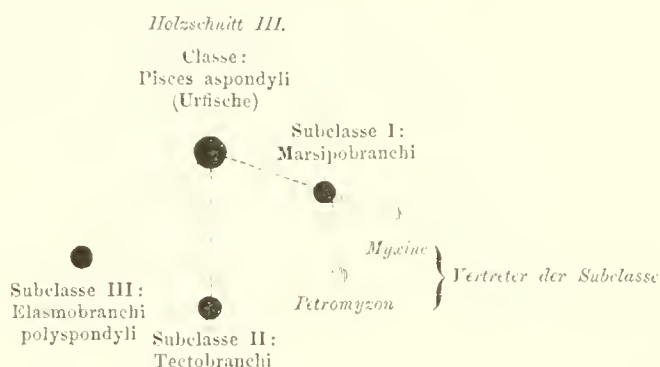 Holzschnitt III.
Classe:
Pisces aspondyli
(Urfische)
Subclasse I:
Marsipobranchi
Myxine
Vertreter der Subclasse
Petromyzon
Subclasse III:
Elasmobranchi
polyspondyli
Subclasse II:
Tectobranchi